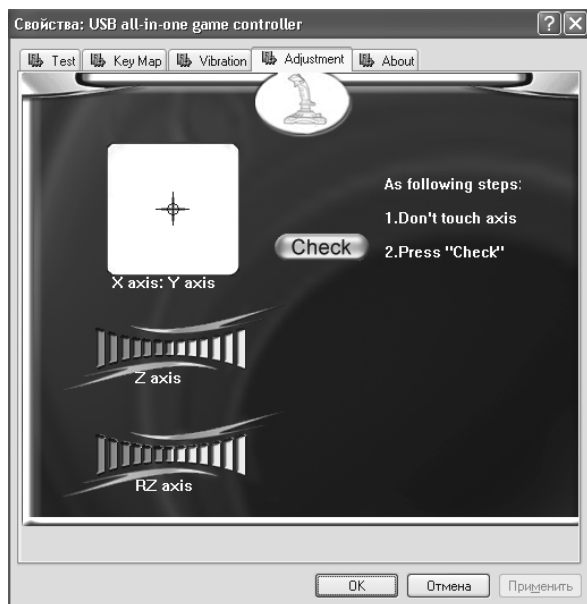 Свойства: USB all-in-one game controller
Test Key Map Vibration Adjustment About
As following steps:
1.Don't touch axis
Check
2.Press "Check"
X axis: Y axis
Z axis
RZ axis
OK Отмена Применить